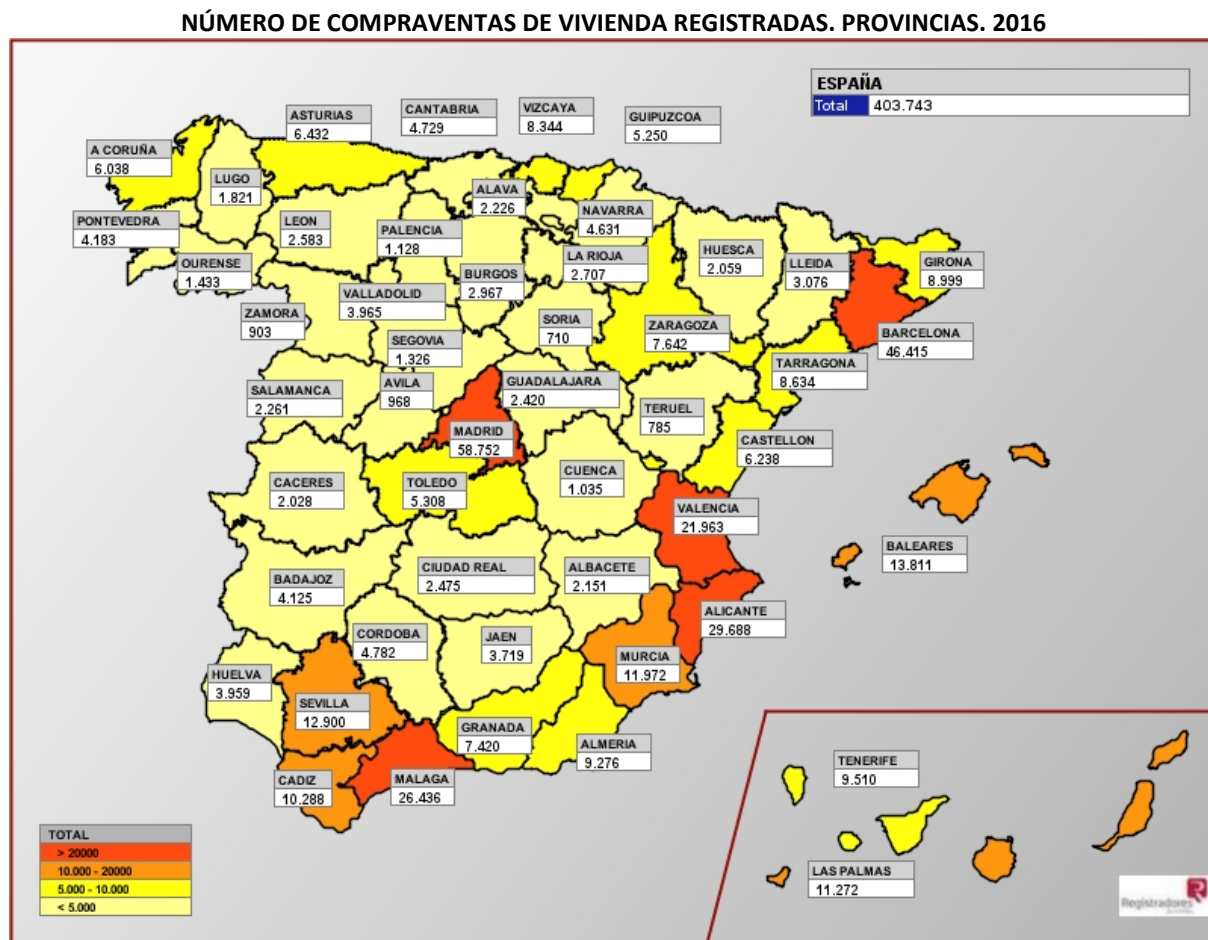 NÚMERO DE COMPRAVENTAS DE VIVIENDA REGISTRADAS. PROVINCIAS. 2016
ESPAÑA
Total 403.743
ASTURIAS
6.432
CANTABRIA
4.729
VIZCAYA
8.344
GUIPUZCOA
5.250
A CORUÑA
6.038
LUGO
1.821
ALAVA
2.226
NAVARRA
4.631
PONTEVEDRA
4.183
LEON
2.583
PALENCIA
1.128
HUESCA
2.059
LLEIDA
3.076
GIRONA
8.999
OURENSE
1.433
BURGOS
2.967
LA RIOJA
2.707
VALLADOLID
3.965
ZAMORA
903
SORIA
710
ZARAGOZA
7.642
BARCELONA
46.415
SEGOVIA
1.326
TARRAGONA
8.634
SALAMANCA
2.261
AVILA
968
GUADALAJARA
2.420
TERUEL
785
MADRID
58.752
CASTELLON
6.238
CACERES
2.028
TOLEDO
5.308
CUENCA
1.035
VALENCIA
21.963
BALEARES
13.811
BADAJOZ
4.125
CIUDAD REAL
2.475
ALBACETE
2.151
ALICANTE
29.688
CORDOBA
4.782
JAEN
3.719
MURCIA
11.972
HUELVA
3.959
SEVILLA
12.900
GRANADA
7.420
ALMERIA
9.276
CADIZ
10.288
MALAGA
26.436
TENERIFE
9.510
LAS PALMAS
11.272
TOTAL
> 20000
10.000 - 20000
5.000 - 10.000
< 5.000
Registradores